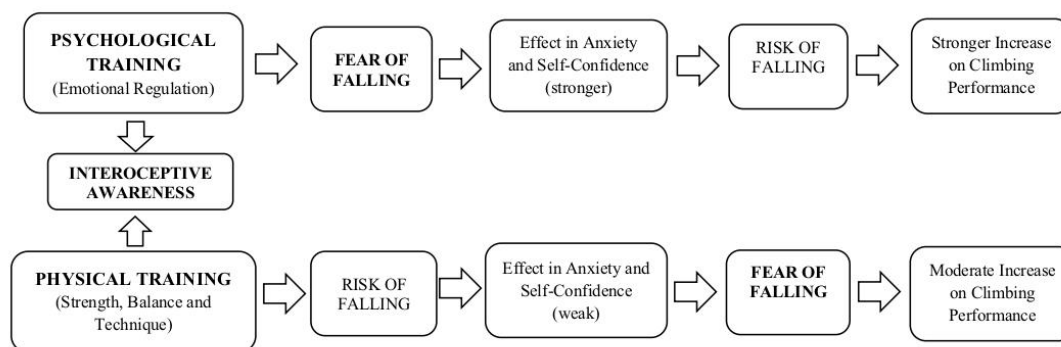 PSYCHOLOGICAL
TRAINING
(Emotional Regulation)
FEAR OF
FALLING
Effect in Anxiety
and Self-Confidence
(stronger)
RISK OF
FALLING
Stronger Increase
on Climbing
Performance
INTEROCEPTIVE
AWARENESS
PHYSICAL TRAINING
(Strength, Balance and
Technique)
RISK OF
FALLING
Effect in Anxiety and
Self-Confidence
(weak)
FEAR OF
FALLING
Moderate Increase
on Climbing
Performance